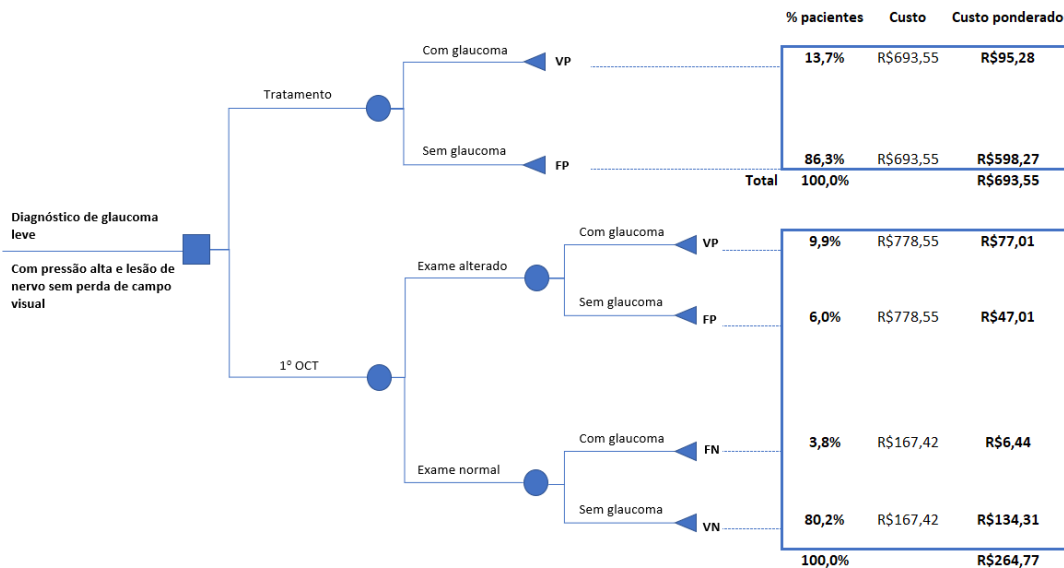 % pacientes Custo Custo ponderado
Com glaucoma VP 13,7% R$693,55 R$95,28
Tratamento
Sem glaucoma FP 86,3% R$693,55 R$598,27
Total 100,0% R$693,55
Diagnóstico de glaucoma
leve
Com pressão alta e lesão de
nervo sem perda de campo
visual
Com glaucoma VP 9,9% R$778,55 R$77,01
Exame alterado
Sem glaucoma FP 6,0% R$778,55 R$47,01
1º OCT
Com glaucoma FN 3,8% R$167,42 R$6,44
Exame normal
Sem glaucoma VN 80,2% R$167,42 R$134,31
100,0% R$264,77